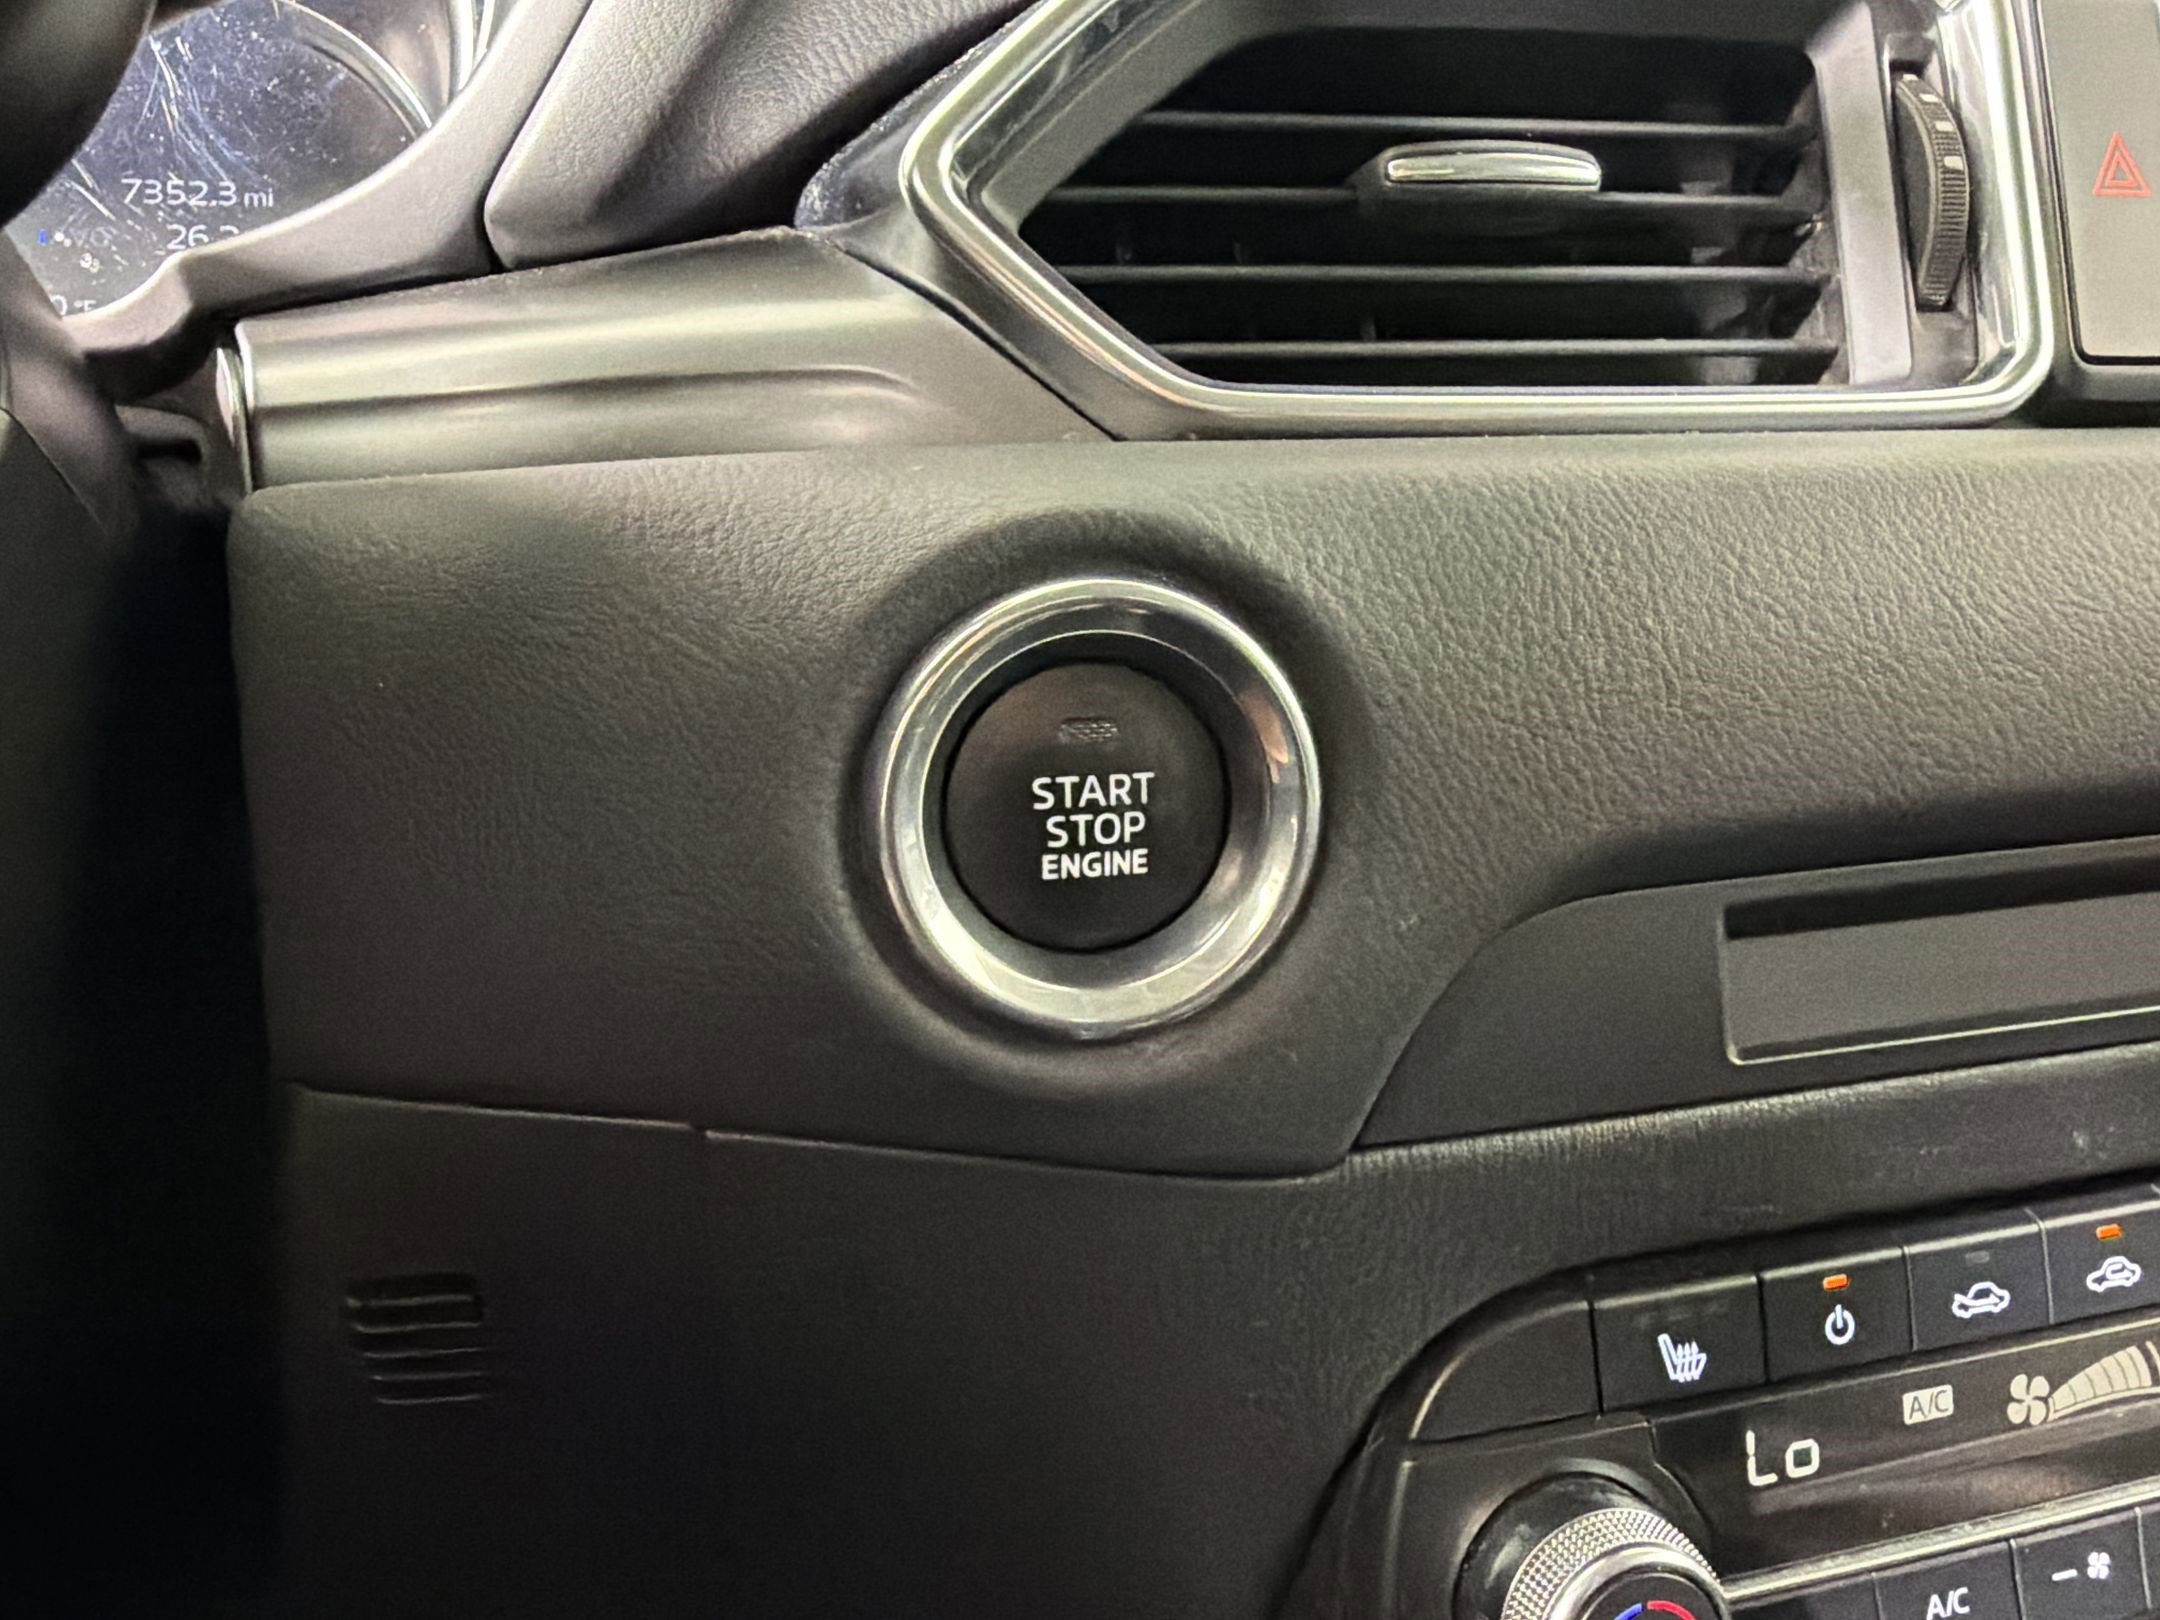 7352.3 mi
START
STOP
ENGINE
A/C
Lo
A/C